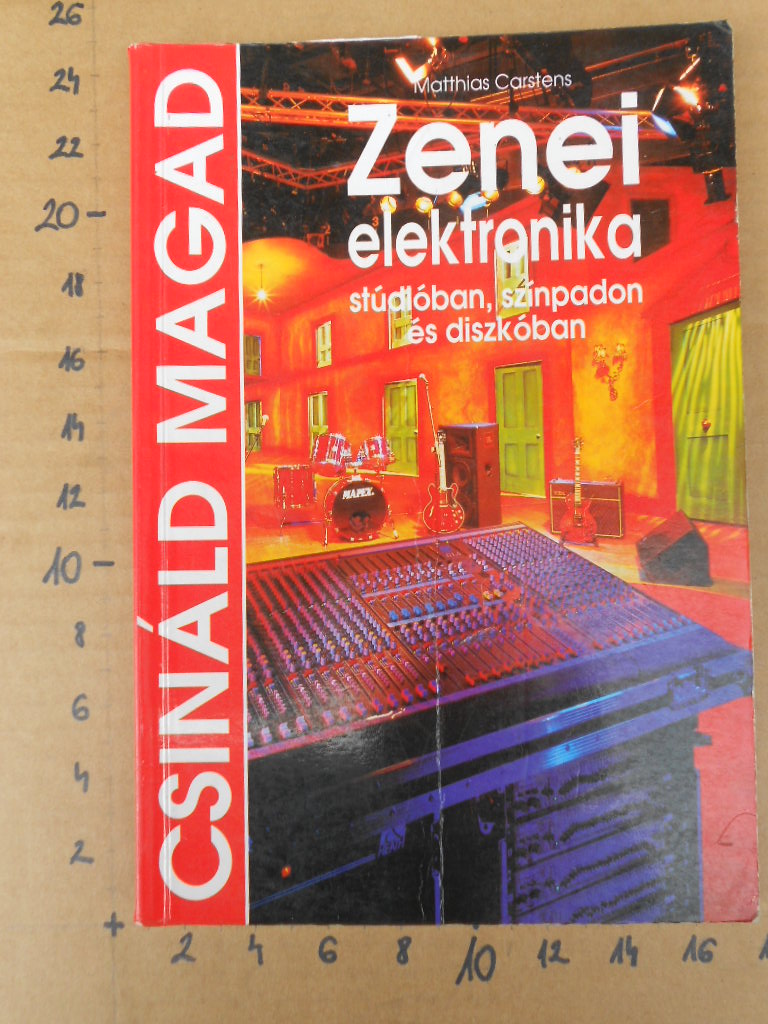 26
24
22
20
18
16
14
12
10
8
6
4
2
+
2 4 6 8 10 12 14 16
CSINÁLD MAGAD
Matthias Carstens
Zenei
elektronika
stúdióban, színpadon
és diszkóban
MAPEX